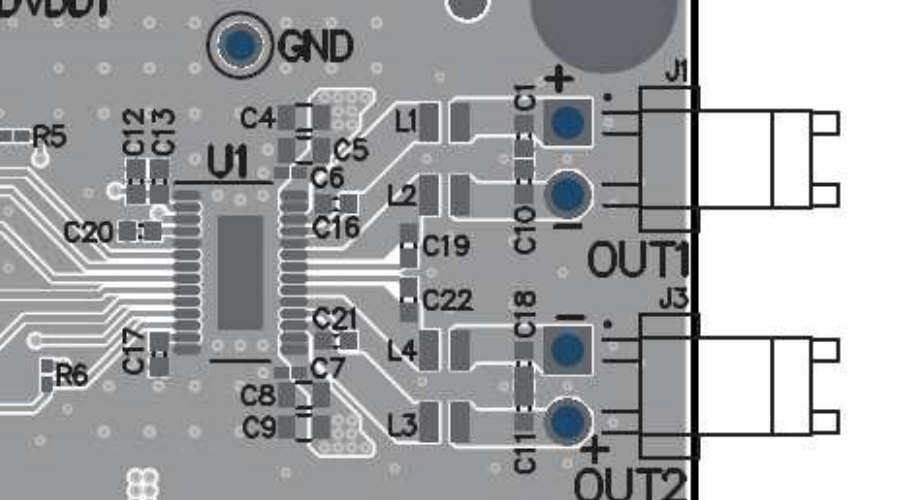 GND
J1
+
C1
C12
C13
C4
L1
R5
C5
U1
C6
L2
C16
C20
C10
–
C19
OUT1
J3
C22
C18
–
C21
C17
L4
R6
C7
C8
C9
L3
C11
+
OUT2